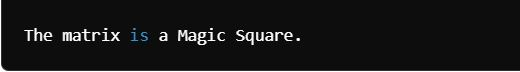 The matrix is a Magic Square.